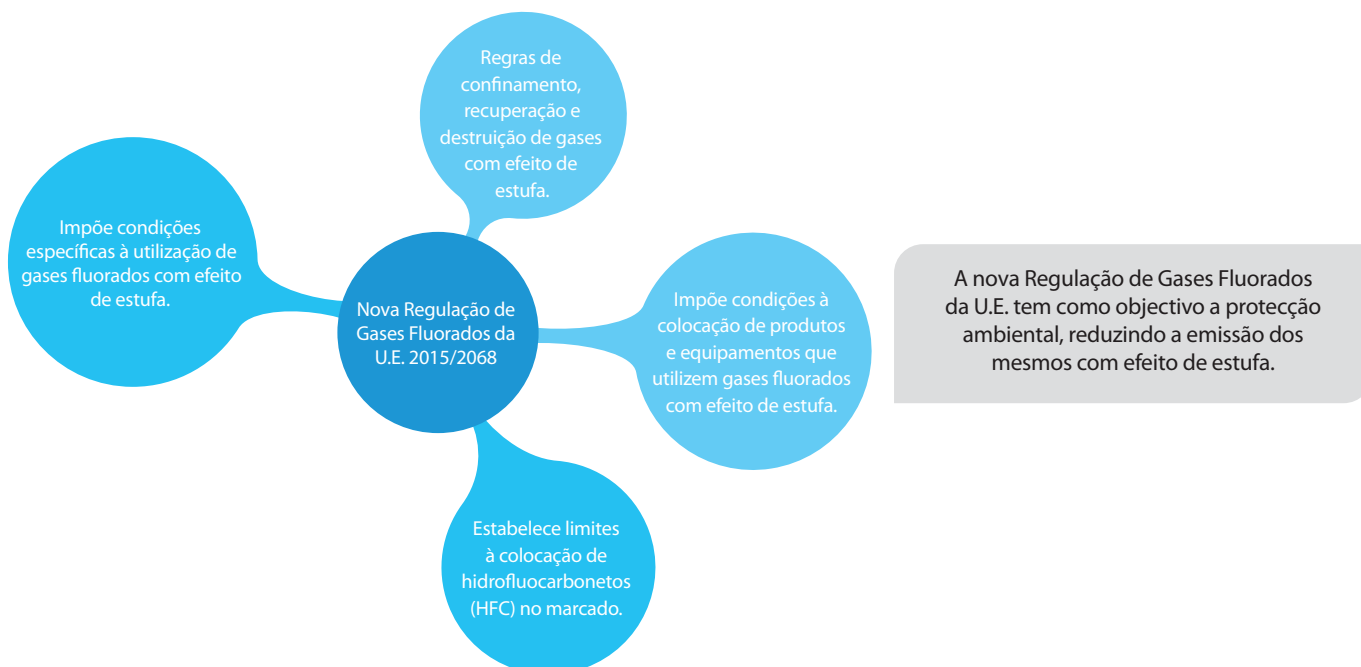 Regras de
confinamento,
recuperação e
destruição de gases
com efeito de
estufa.
Impõe condições
específicas à utilização de
gases fluorados com efeito
de estufa.
Nova Regulação de
Gases Fluorados da
U.E. 2015/2068
Impõe condições à
colocação de produtos
e equipamentos que
utilizem gases fluorados
com efeito de estufa.
Estabelece limites
à colocação de
hidrofluocarbonetos
(HFC) no marcado.
A nova Regulação de Gases Fluorados
da U.E. tem como objectivo a protecção
ambiental, reduzindo a emissão dos
mesmos com efeito de estufa.